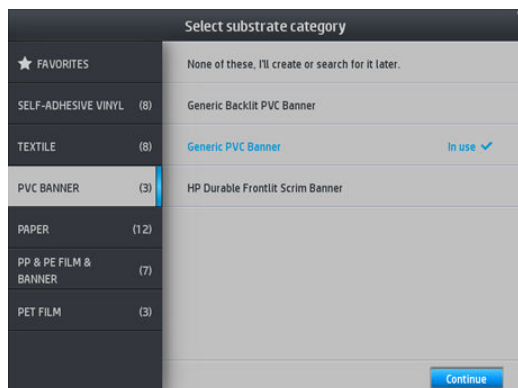 Select substrate category
FAVORITES
SELF-ADHESIVE VINYL (8)
TEXTILE (8)
PVC BANNER (3)
PAPER (12)
PP & PE FILM &
BANNER (7)
PET FILM (3)
None of these, I'll create or search for it later.
Generic Backlit PVC Banner
Generic PVC Banner In use
HP Durable Frontlit Scrim Banner
Continue